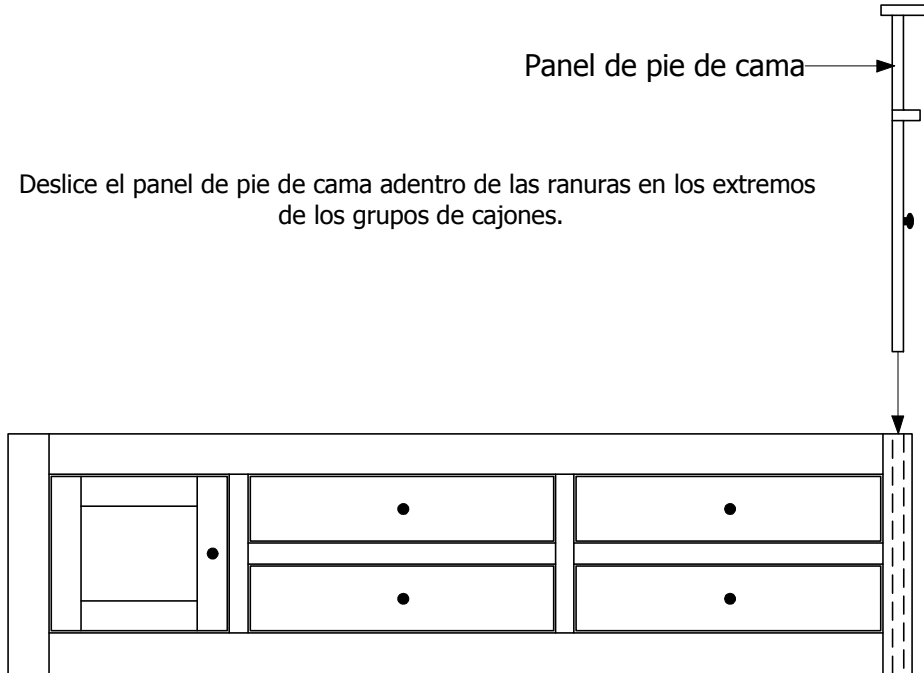 Panel de pie de cama
Deslice el panel de pie de cama adentro de las ranuras en los extremos
de los grupos de cajones.